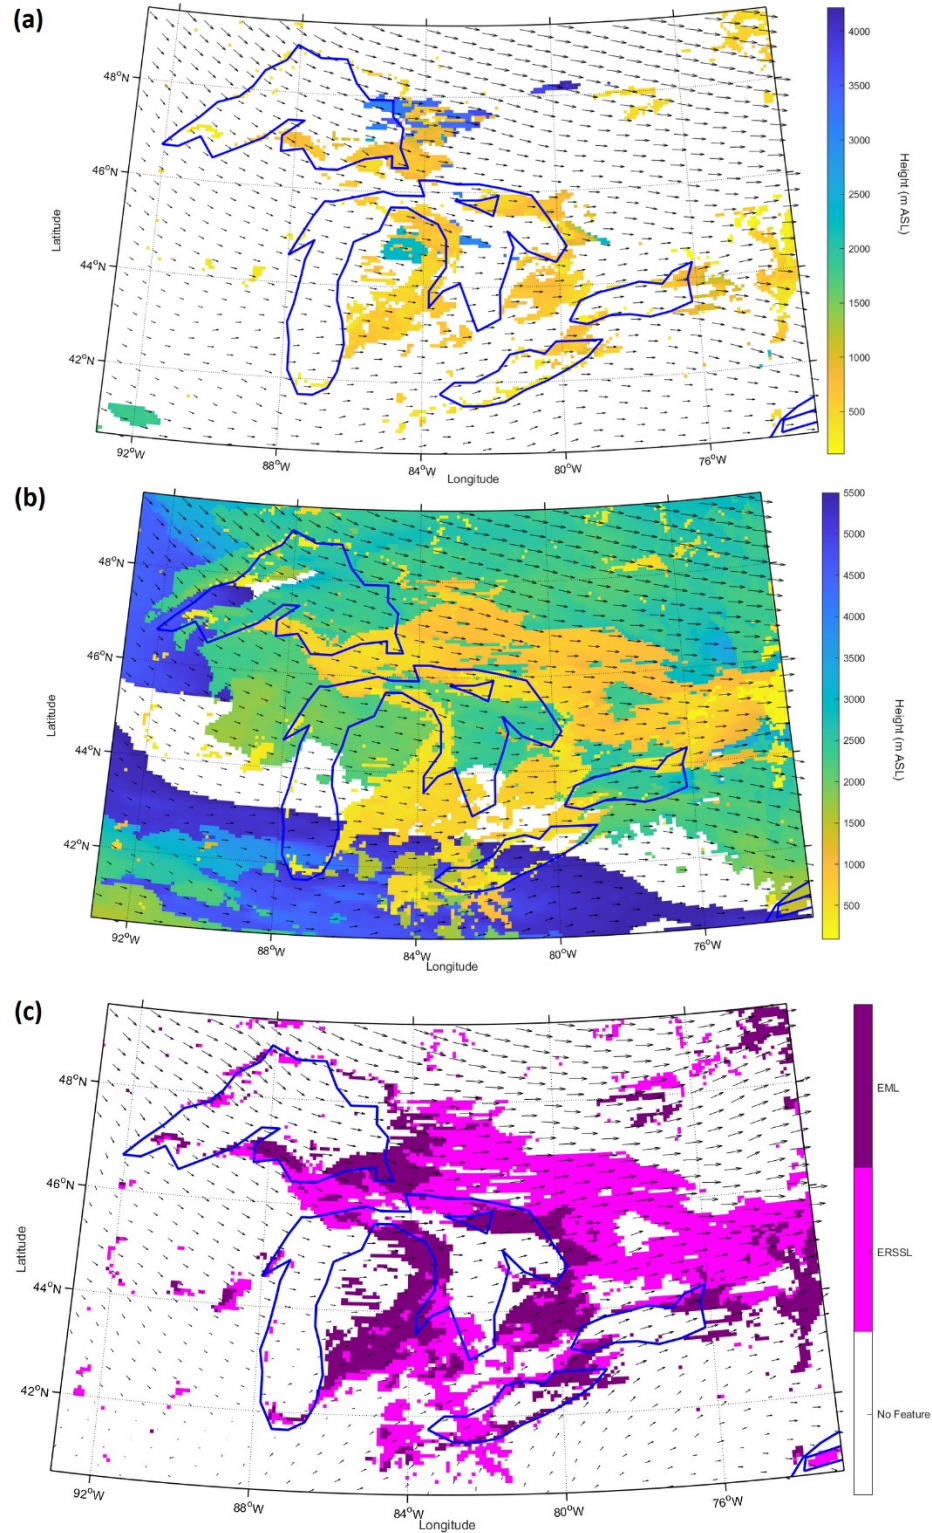 (a)
48°N
46°N
44°N
42°N
Latitude
92°W
88°W
84°W
80°W
76°W
Longitude
4000
3500
3000
2500
2000
1500
1000
500
Height (m ASL)
(b)
48°N
46°N
44°N
42°N
Latitude
92°W
88°W
84°W
80°W
76°W
Longitude
5500
5000
4500
4000
3500
3000
2500
2000
1500
1000
500
Height (m ASL)
(c)
48°N
46°N
44°N
42°N
Latitude
92°W
88°W
84°W
80°W
76°W
Longitude
EML
ERSSL
No Feature